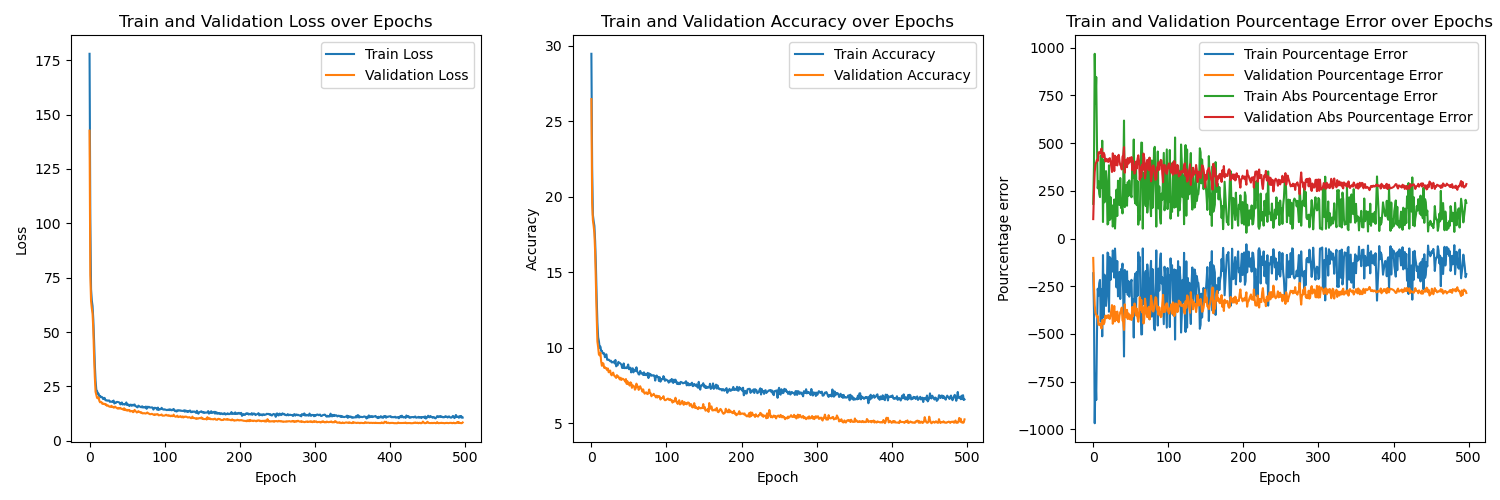 Train and Validation Loss over Epochs
Train Loss
Validation Loss
175
150
125
100
75
50
25
0
Loss
0 100 200 300 400 500
Epoch
Train and Validation Accuracy over Epochs
Train Accuracy
Validation Accuracy
30
25
20
15
10
5
Accuracy
0 100 200 300 400 500
Epoch
Train and Validation Pourcentage Error over Epochs
Train Pourcentage Error
Validation Pourcentage Error
Train Abs Pourcentage Error
Validation Abs Pourcentage Error
1000
750
500
250
0
−250
−500
−750
−1000
Pourcentage error
0 100 200 300 400 500
Epoch